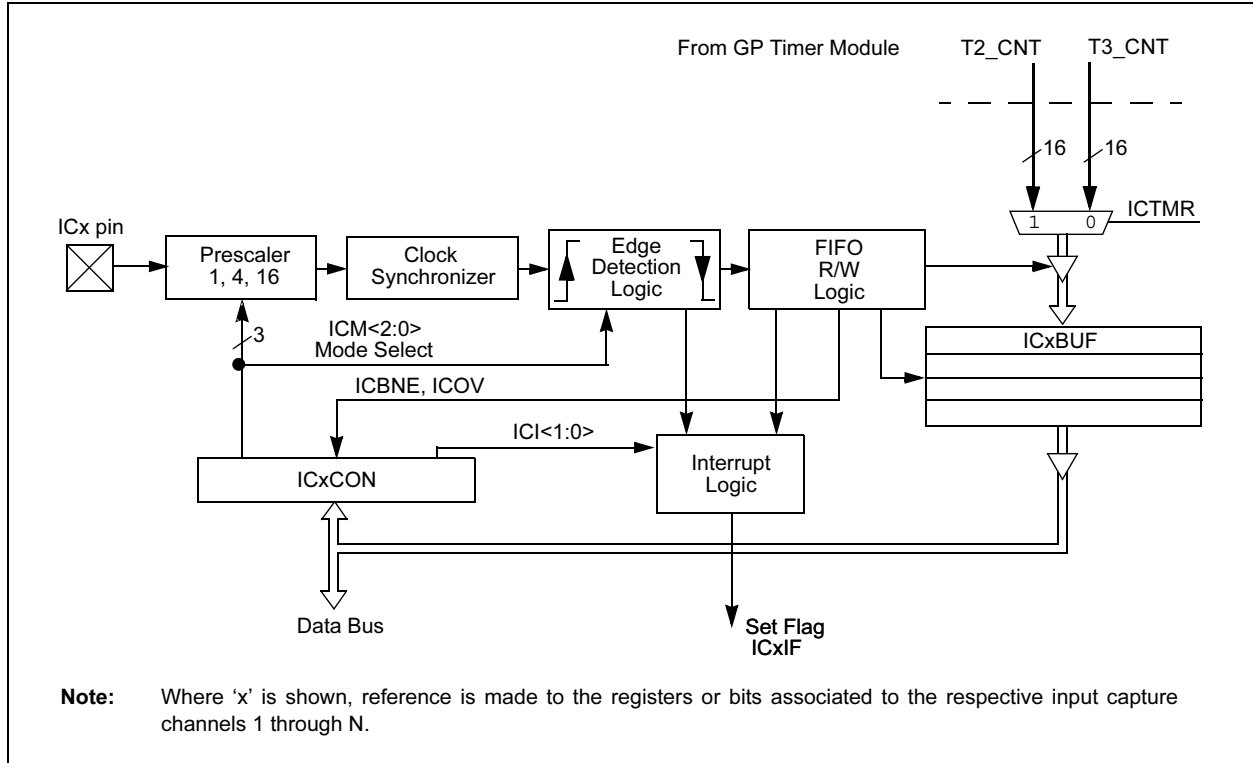 From GP Timer Module T2_CNT T3_CNT
16 16
1 0 ICTMR
ICx pin
Prescaler
1, 4, 16
Clock
Synchronizer
Edge
Detection
Logic
FIFO
R/W
Logic
3
ICM<2:0>
Mode Select
ICxBUF
ICBNE, ICOV
ICI<1:0>
ICxCON
Interrupt
Logic
Data Bus
Set Flag
ICxIF
Note: Where ‘x’ is shown, reference is made to the registers or bits associated to the respective input capture
channels 1 through N.